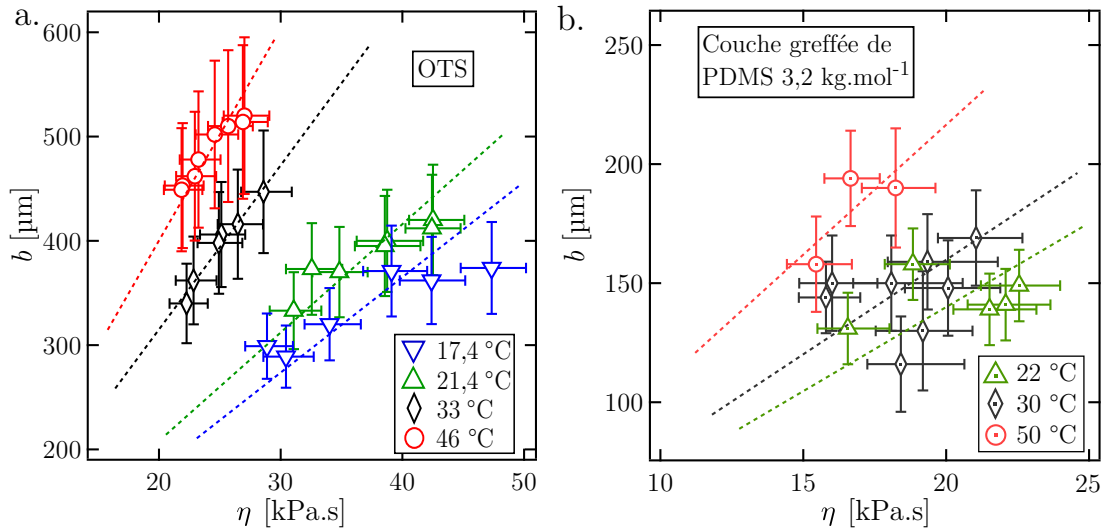 a.
600
500
400
300
200
b [µm]
OTS
17,4 °C
21,4 °C
33 °C
46 °C
20
30
40
50
η [kPa.s]
b.
250
200
150
100
b [µm]
Couche greffée de
PDMS 3,2 kg.mol⁻¹
22 °C
30 °C
50 °C
10
15
20
25
η [kPa.s]